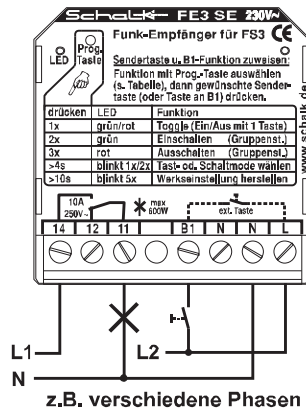 Schalk FE3 SE 230V~
Funk-Empfänger für FS3 CE
LED
Prog. Taste
Sendertaste u. B1-Funktion zuweisen:
Funktion mit Prog.-Taste auswählen
(s. Tabelle), dann gewünschte Sender-
taste (oder Taste an B1) drücken.
www.schalk.de
drücken LED Funktion
1x grün/rot Toggle (Ein/Aus mit 1 Taste)
2x grün Einschalten (Gruppenst.)
3x rot Ausschalten (Gruppenst.)
>4s blinkt 1x/2x Tast- od. Schaltmode wählen
>10s blinkt 5x Werkseinstellung herstellen
10A
250V~
max
600W
ext. Taste
14 12 11 B1 N N L
L1
L2
N
z.B. verschiedene Phasen